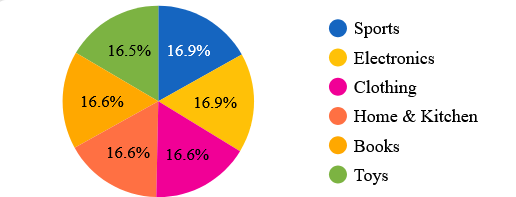 16.5%
16.9%
16.6%
16.9%
16.6%
16.6%
Sports
Electronics
Clothing
Home & Kitchen
Books
Toys